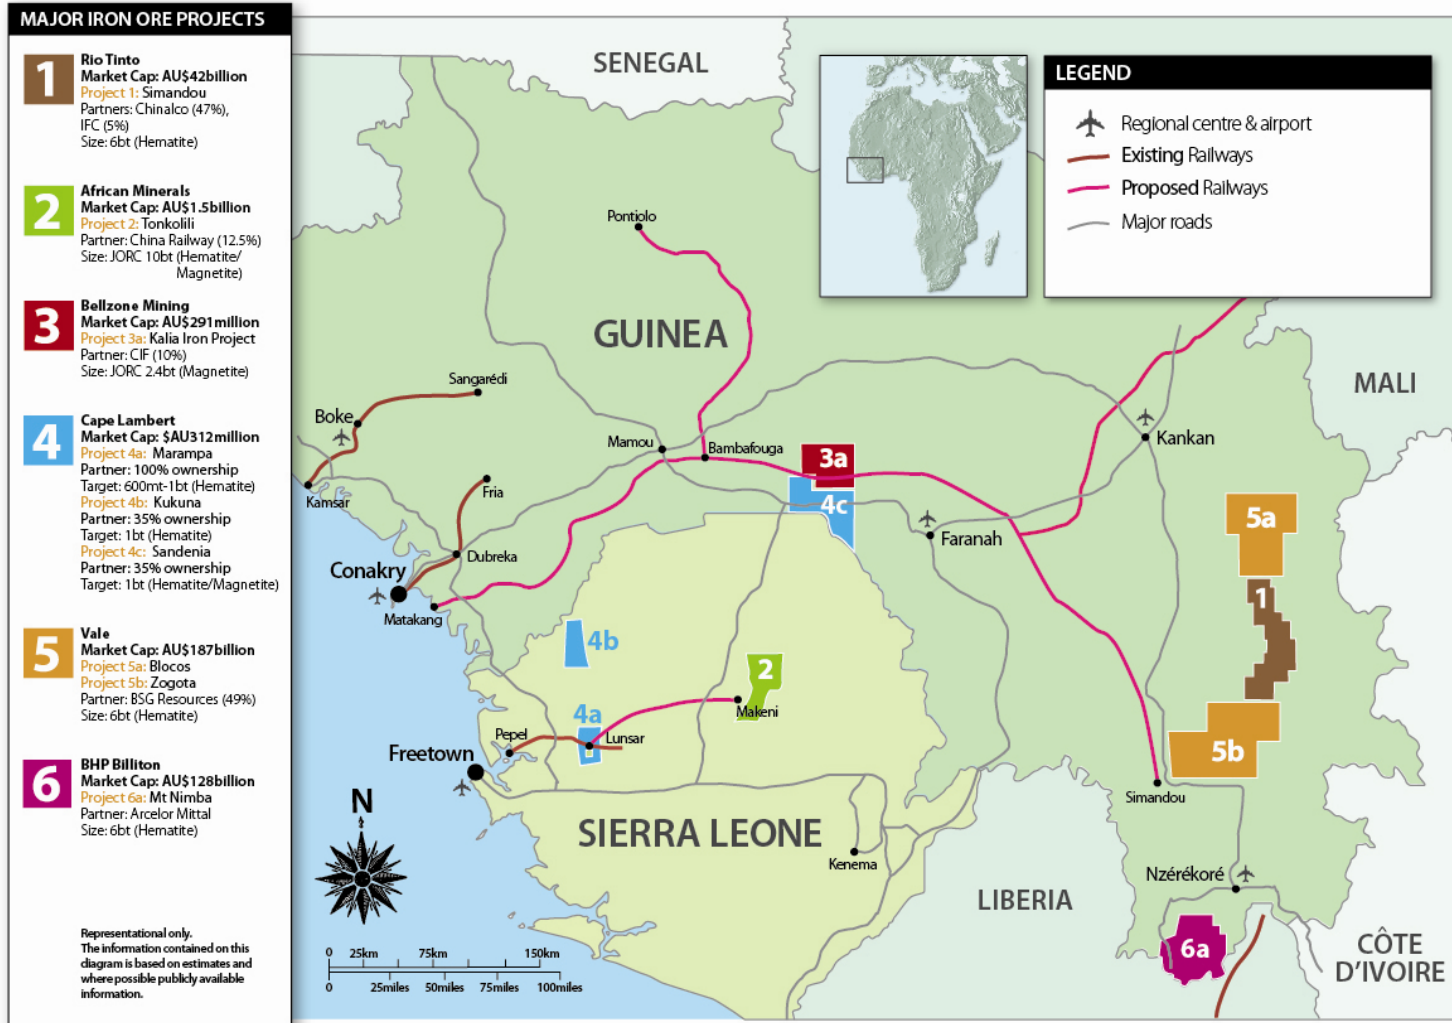 MAJOR IRON ORE PROJECTS
1
Rio Tinto
Market Cap: AU$42billion
Project 1: Simandou
Partners: Chinalco (47%),
IFC (5%)
Size: 6bt (Hematite)
2
African Minerals
Market Cap: AU$1.5billion
Project 2: Tonkolili
Partner: China Railway (12.5%)
Size: JORC 10bt (Hematite/
Magnetite)
3
Bellzone Mining
Market Cap: AU$291million
Project 3a: Kalia Iron Project
Partner: CIF (10%)
Size: JORC 2.4bt (Magnetite)
4
Cape Lambert
Market Cap: $AU312million
Project 4a: Marampa
Partner: 100% ownership
Target: 600mt-1bt (Hematite)
Project 4b: Kukuna
Partner: 35% ownership
Target: 1bt (Hematite)
Project 4c: Sandenia
Partner: 35% ownership
Target: 1bt (Hematite/Magnetite)
5
Vale
Market Cap: AU$187billion
Project 5a: Blocos
Project 5b: Zogota
Partner: BSG Resources (49%)
Size: 6bt (Hematite)
6
BHP Billiton
Market Cap: AU$128billion
Project 6a: Mt Nimba
Partner: Arcelor Mittal
Size: 6bt (Hematite)
Representational only.
The information contained on this
diagram is based on estimates and
where possible publicly available
information.
SENEGAL
LEGEND
Regional centre & airport
Existing Railways
Proposed Railways
Major roads
Pontiolo
GUINEA
MALI
Sangarédi
Boke
Kamsar
Fria
Mamou
Bambafouga
3a
4c
Kankan
Faranah
5a
Dubreka
Conakry
Matakang
1
4b
2
Makeni
4a
Lunsar
Pepel
Freetown
5b
Simandou
N
SIERRA LEONE
Kenema
LIBERIA
Nzérékoré
6a
CÔTE
D'IVOIRE
0 25km 75km 150km
0 25miles 50miles 75miles 100miles